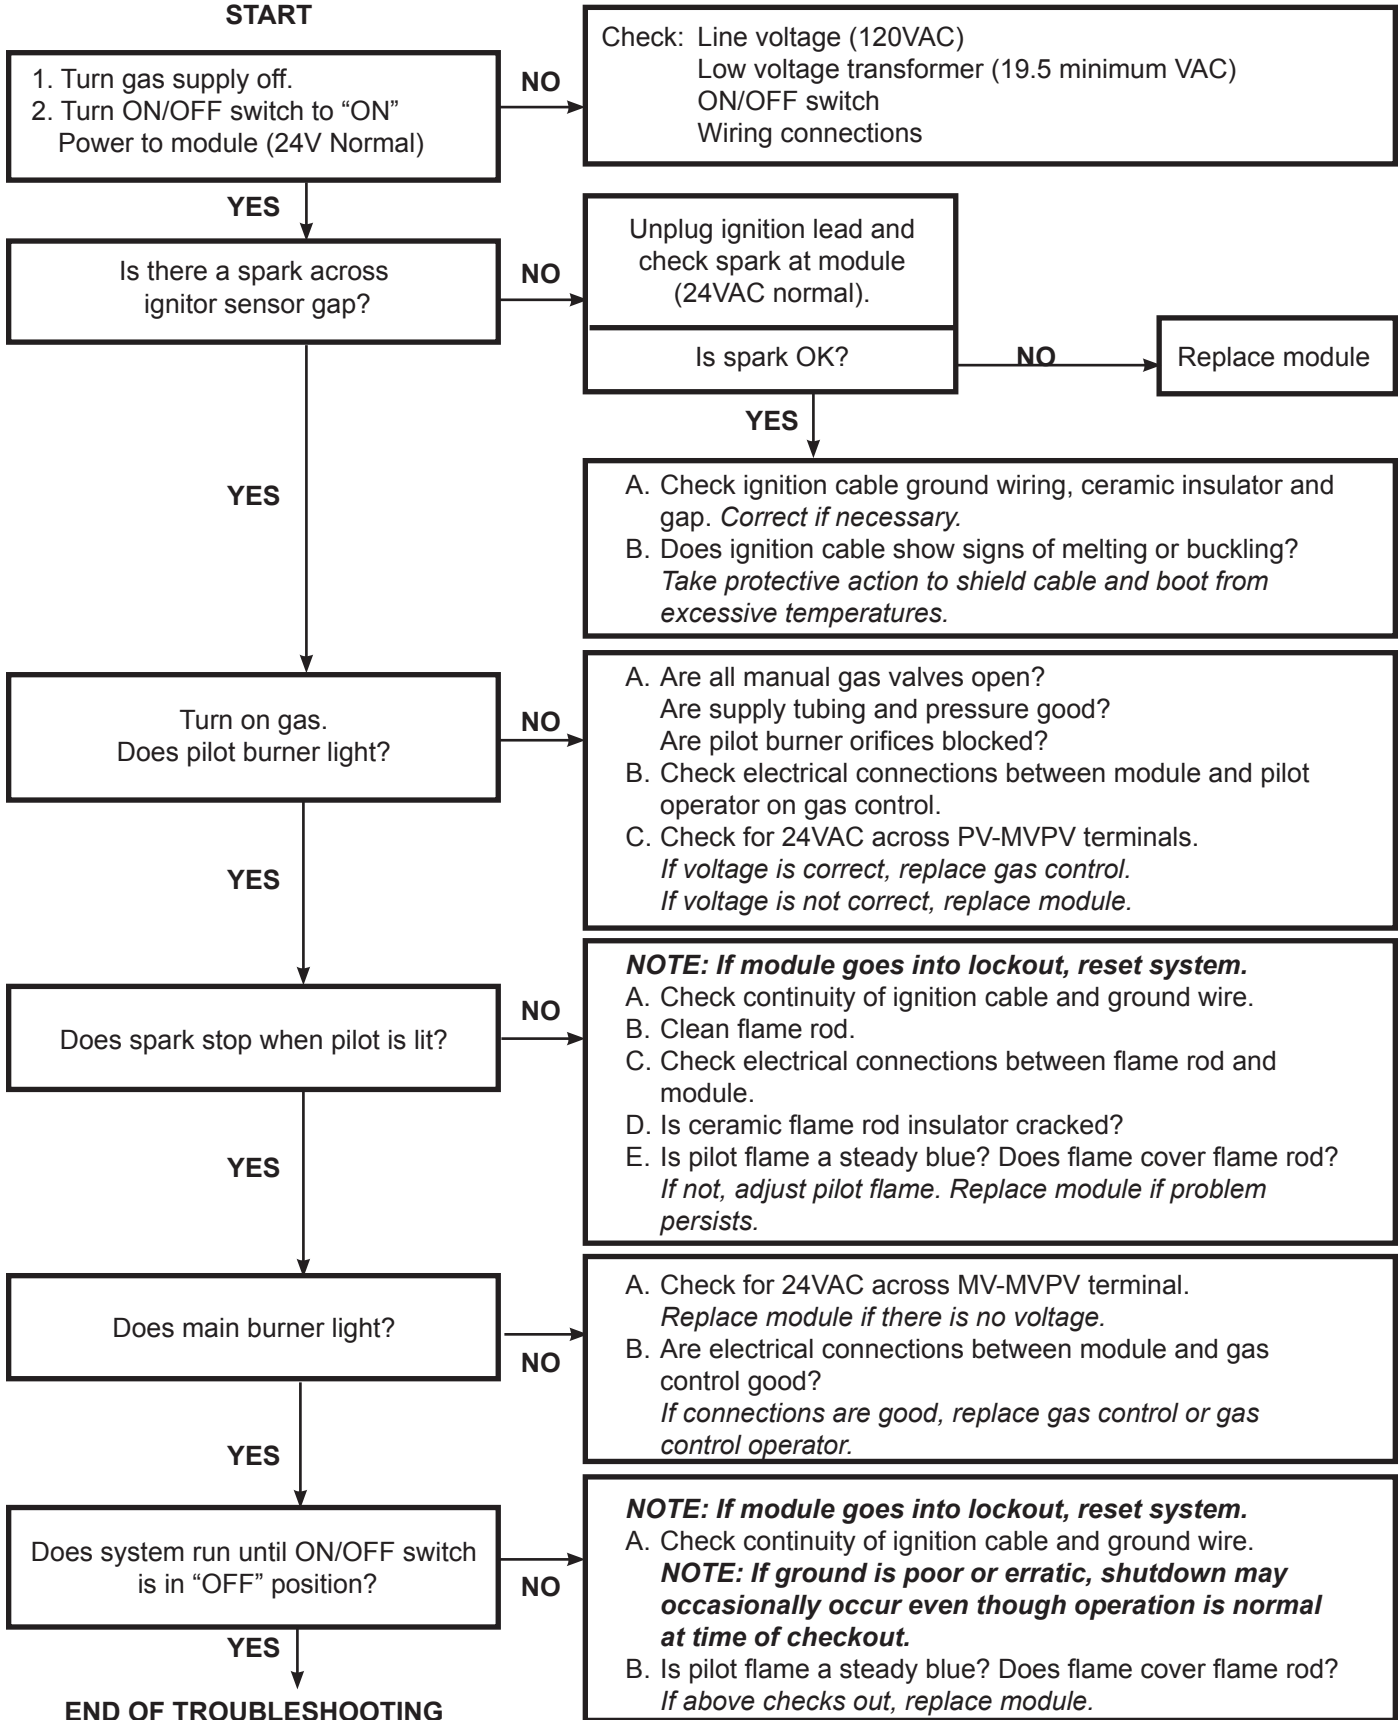 START
1. Turn gas supply off.
2. Turn ON/OFF switch to “ON”
Power to module (24V Normal)
NO
Check: Line voltage (120VAC)
Low voltage transformer (19.5 minimum VAC)
ON/OFF switch
Wiring connections
YES
Is there a spark across
ignitor sensor gap?
NO
Unplug ignition lead and
check spark at module
(24VAC normal).
Is spark OK?
NO
Replace module
YES
A. Check ignition cable ground wiring, ceramic insulator and
gap. Correct if necessary.
B. Does ignition cable show signs of melting or buckling?
Take protective action to shield cable and boot from
excessive temperatures.
YES
Turn on gas.
Does pilot burner light?
NO
A. Are all manual gas valves open?
Are supply tubing and pressure good?
Are pilot burner orifices blocked?
B. Check electrical connections between module and pilot
operator on gas control.
C. Check for 24VAC across PV-MVPV terminals.
If voltage is correct, replace gas control.
If voltage is not correct, replace module.
YES
Does spark stop when pilot is lit?
NO
NOTE: If module goes into lockout, reset system.
A. Check continuity of ignition cable and ground wire.
B. Clean flame rod.
C. Check electrical connections between flame rod and
module.
D. Is ceramic flame rod insulator cracked?
E. Is pilot flame a steady blue? Does flame cover flame rod?
If not, adjust pilot flame. Replace module if problem
persists.
YES
Does main burner light?
NO
A. Check for 24VAC across MV-MVPV terminal.
Replace module if there is no voltage.
B. Are electrical connections between module and gas
control good?
If connections are good, replace gas control or gas
control operator.
YES
Does system run until ON/OFF switch
is in “OFF” position?
NO
NOTE: If module goes into lockout, reset system.
A. Check continuity of ignition cable and ground wire.
NOTE: If ground is poor or erratic, shutdown may
occasionally occur even though operation is normal
at time of checkout.
B. Is pilot flame a steady blue? Does flame cover flame rod?
If above checks out, replace module.
YES
END OF TROUBLESHOOTING